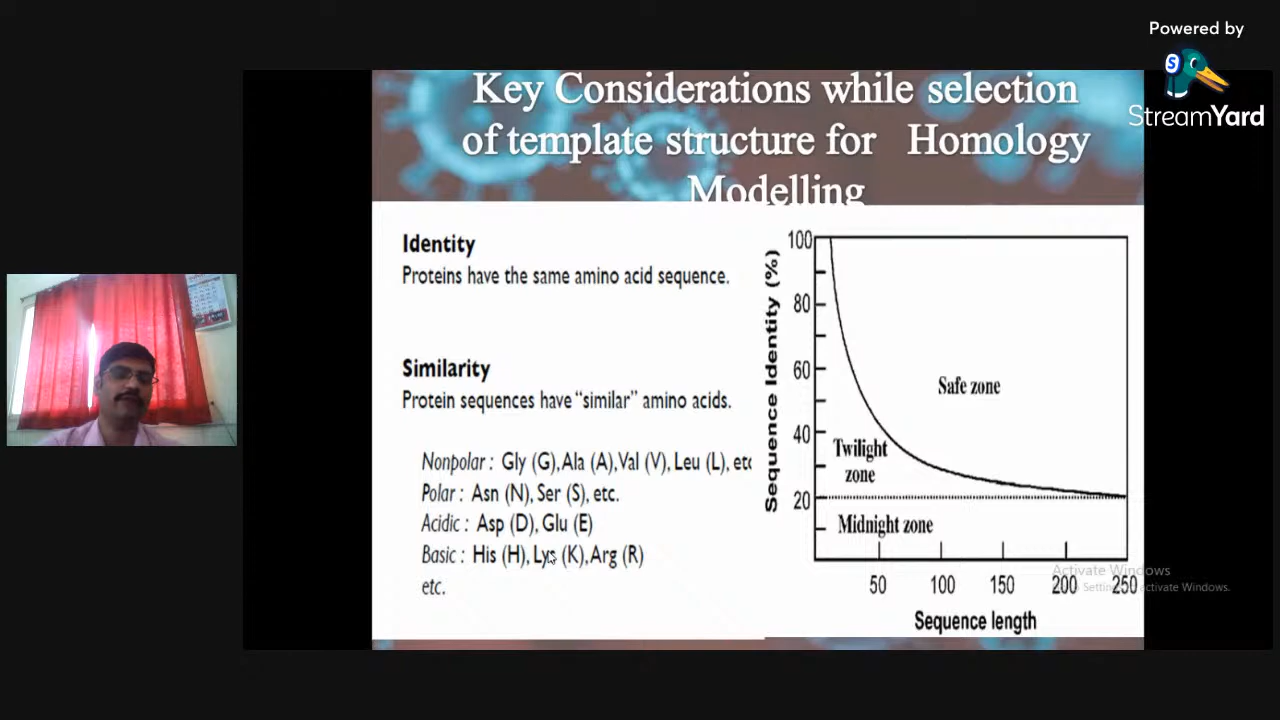 Powered by
S
StreamYard
Key Considerations while selection
of template structure for Homology
Modelling
Identity
Proteins have the same amino acid sequence.
Similarity
Protein sequences have “similar” amino acids.
Nonpolar : Gly (G), Ala (A), Val (V), Leu (L), etc
Polar : Asn (N), Ser (S), etc.
Acidic : Asp (D), Glu (E)
Basic : His (H), Lys (K), Arg (R)
etc.
Sequence Identity (%)
100
80
60
40
20
Safe zone
Twilight
zone
Midnight zone
50 100 150 200 250
Sequence length
Activate Windows
Settings activate Windows.